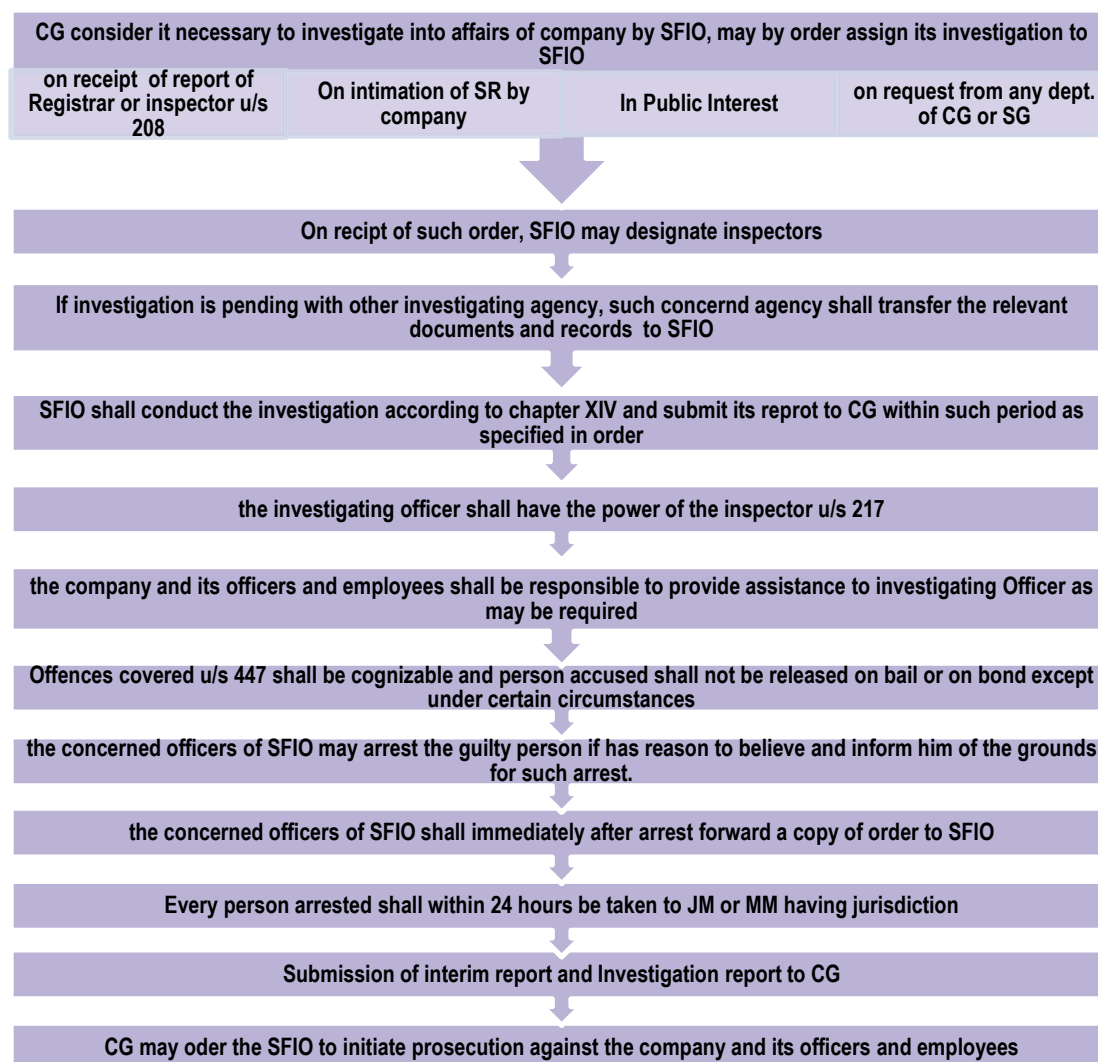 CG consider it necessary to investigate into affairs of company by SFIO, may by order assign its investigation to
SFIO
on receipt of report of
Registrar or inspector u/s
208
On intimation of SR by
company
In Public Interest
on request from any dept.
of CG or SG
On recipt of such order, SFIO may designate inspectors
If investigation is pending with other investigating agency, such concernd agency shall transfer the relevant
documents and records to SFIO
SFIO shall conduct the investigation according to chapter XIV and submit its reprot to CG within such period as
specified in order
the investigating officer shall have the power of the inspector u/s 217
the company and its officers and employees shall be responsible to provide assistance to investigating Officer as
may be required
Offences covered u/s 447 shall be cognizable and person accused shall not be released on bail or on bond except
under certain circumstances
the concerned officers of SFIO may arrest the guilty person if has reason to believe and inform him of the grounds
for such arrest.
the concerned officers of SFIO shall immediately after arrest forward a copy of order to SFIO
Every person arrested shall within 24 hours be taken to JM or MM having jurisdiction
Submission of interim report and Investigation report to CG
CG may oder the SFIO to initiate prosecution against the company and its officers and employees